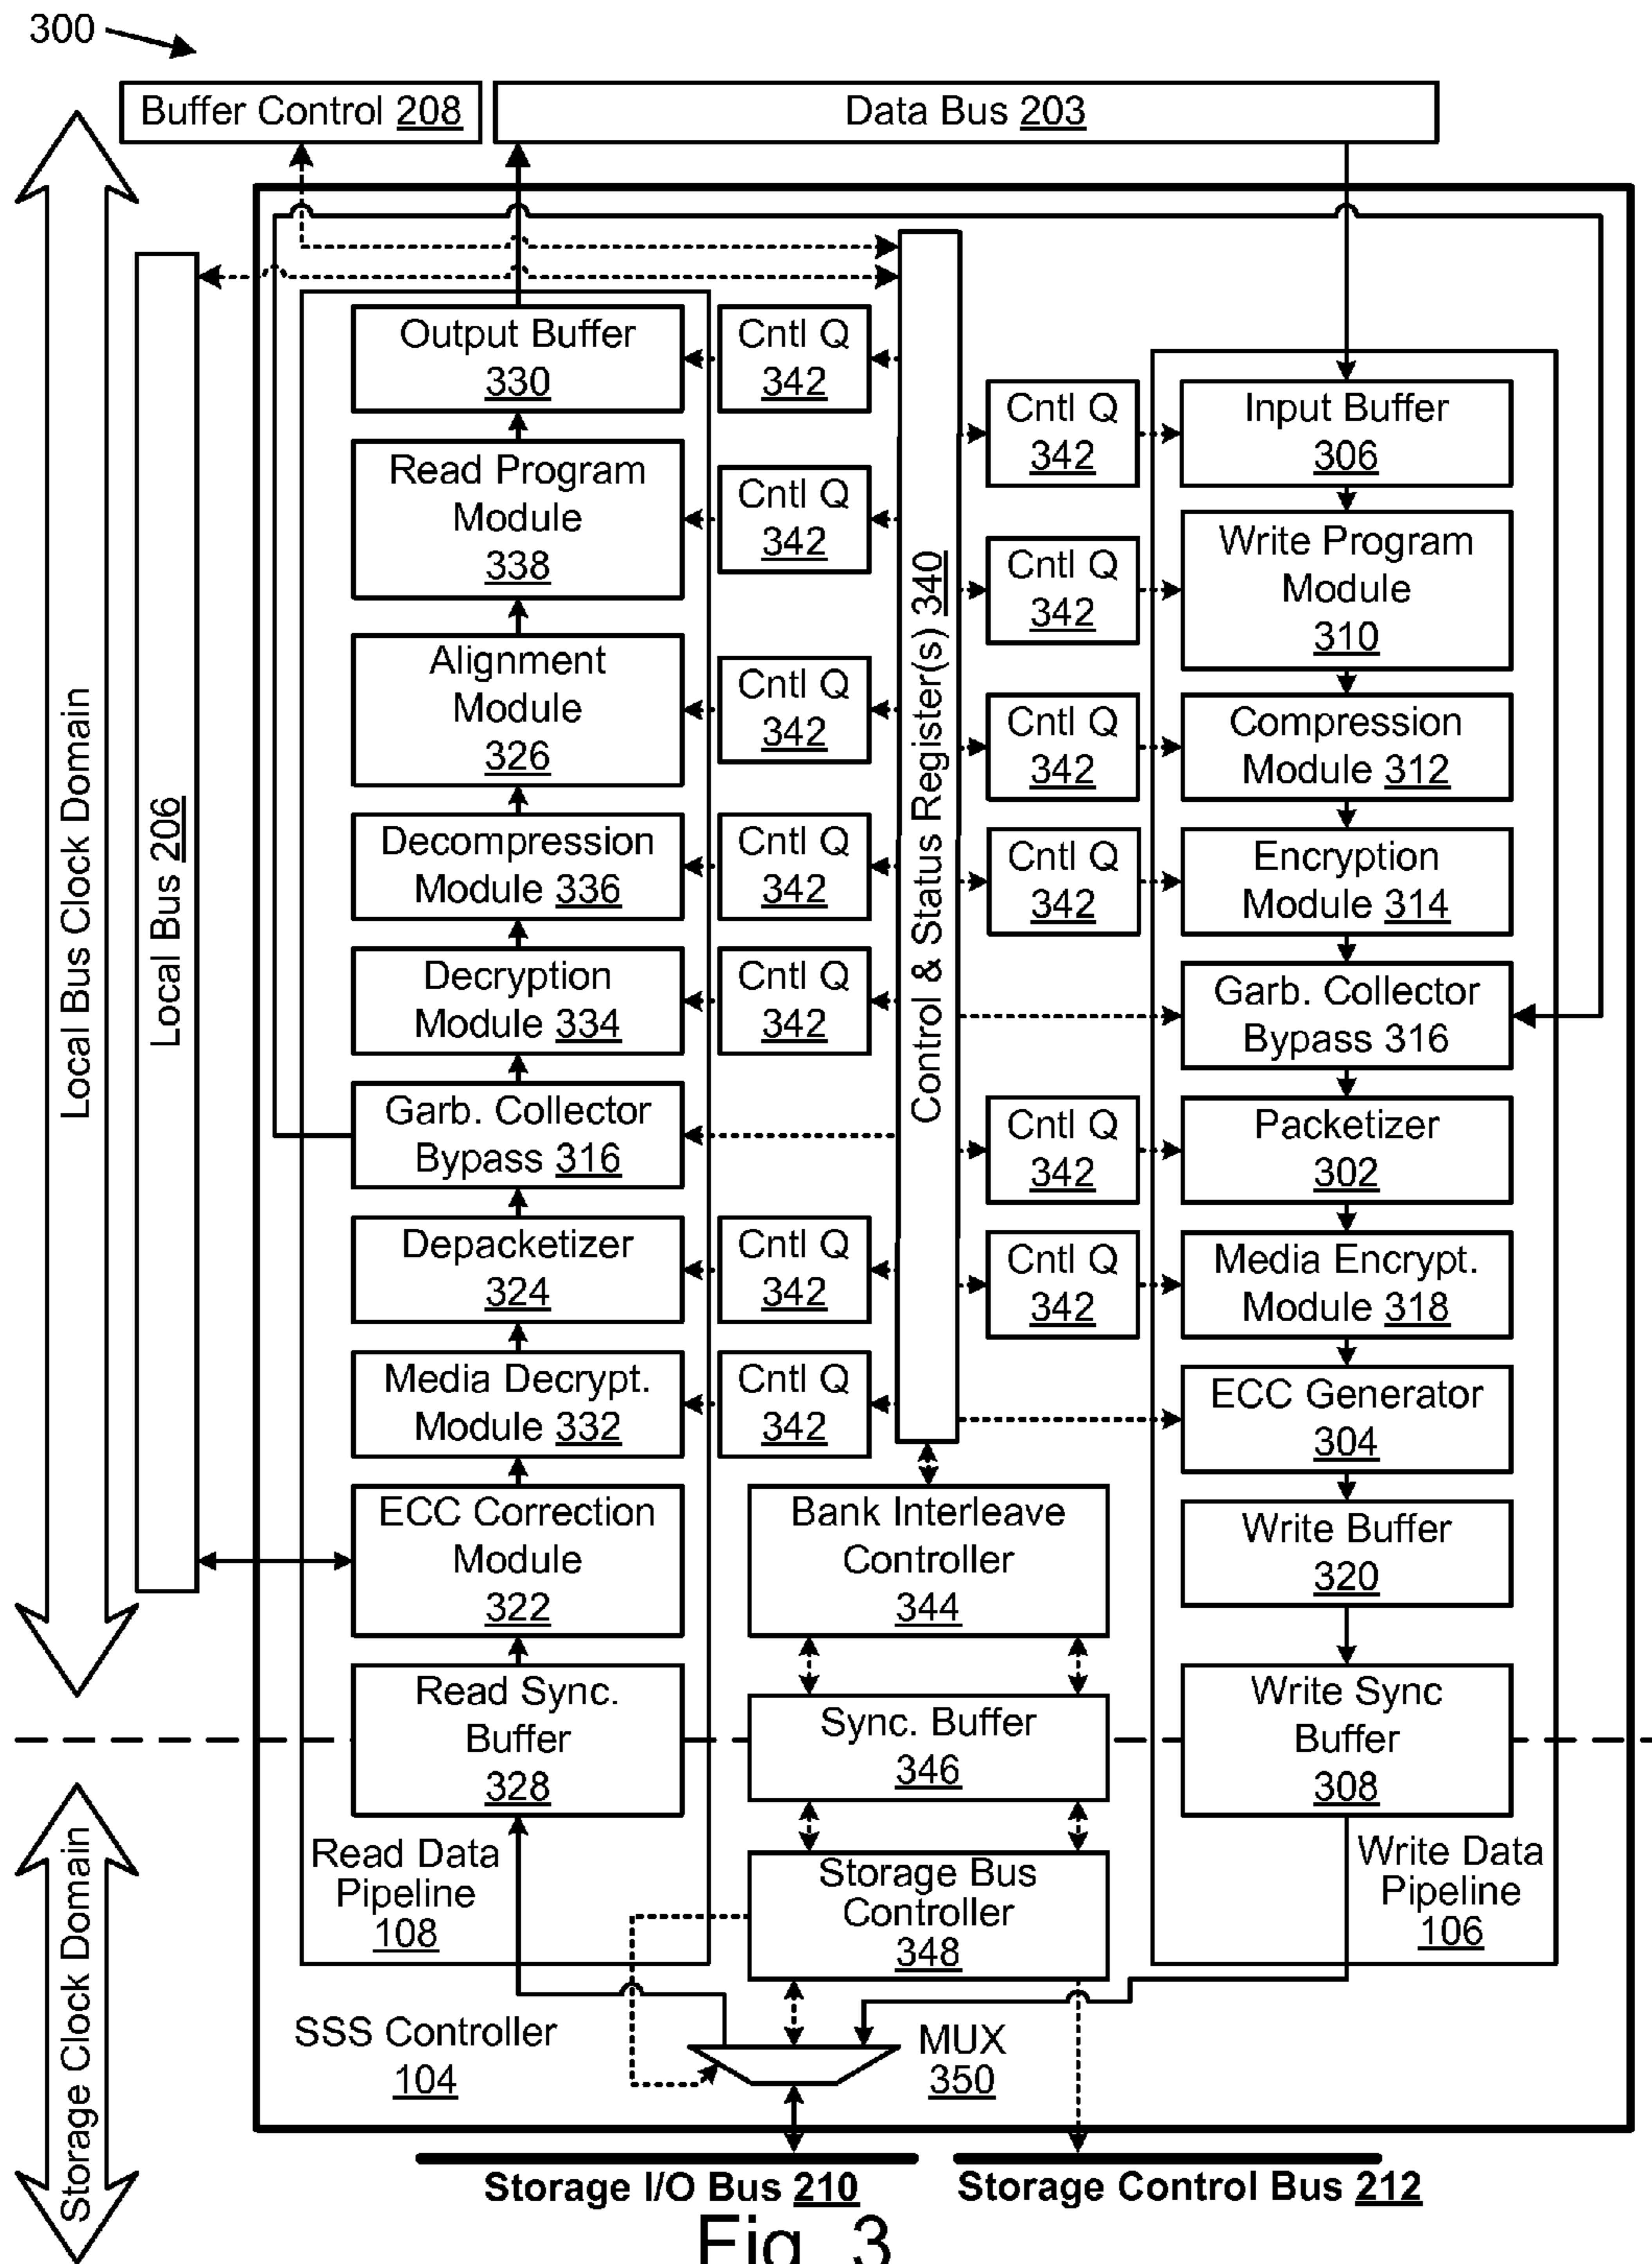 300
Buffer Control 208
Data Bus 203
Local Bus Clock Domain
Local Bus 206
Output Buffer
330
Cntl Q
342
Read Program
Module
338
Cntl Q
342
Alignment
Module
326
Cntl Q
342
Decompression
Module 336
Cntl Q
342
Decryption
Module 334
Cntl Q
342
Garb. Collector
Bypass 316
Depacketizer
324
Cntl Q
342
Media Decrypt.
Module 332
Cntl Q
342
ECC Correction
Module
322
Read Sync.
Buffer
328
Read Data
Pipeline
108
Control & Status Register(s) 340
Bank Interleave
Controller
344
Sync. Buffer
346
Storage Bus
Controller
348
Cntl Q
342
Input Buffer
306
Cntl Q
342
Write Program
Module
310
Cntl Q
342
Compression
Module 312
Cntl Q
342
Encryption
Module 314
Garb. Collector
Bypass 316
Cntl Q
342
Packetizer
302
Cntl Q
342
Media Encrypt.
Module 318
ECC Generator
304
Write Buffer
320
Write Sync
Buffer
308
Write Data
Pipeline
106
Storage Clock Domain
SSS Controller
104
MUX
350
Storage I/O Bus 210
Storage Control Bus 212
Fig. 3